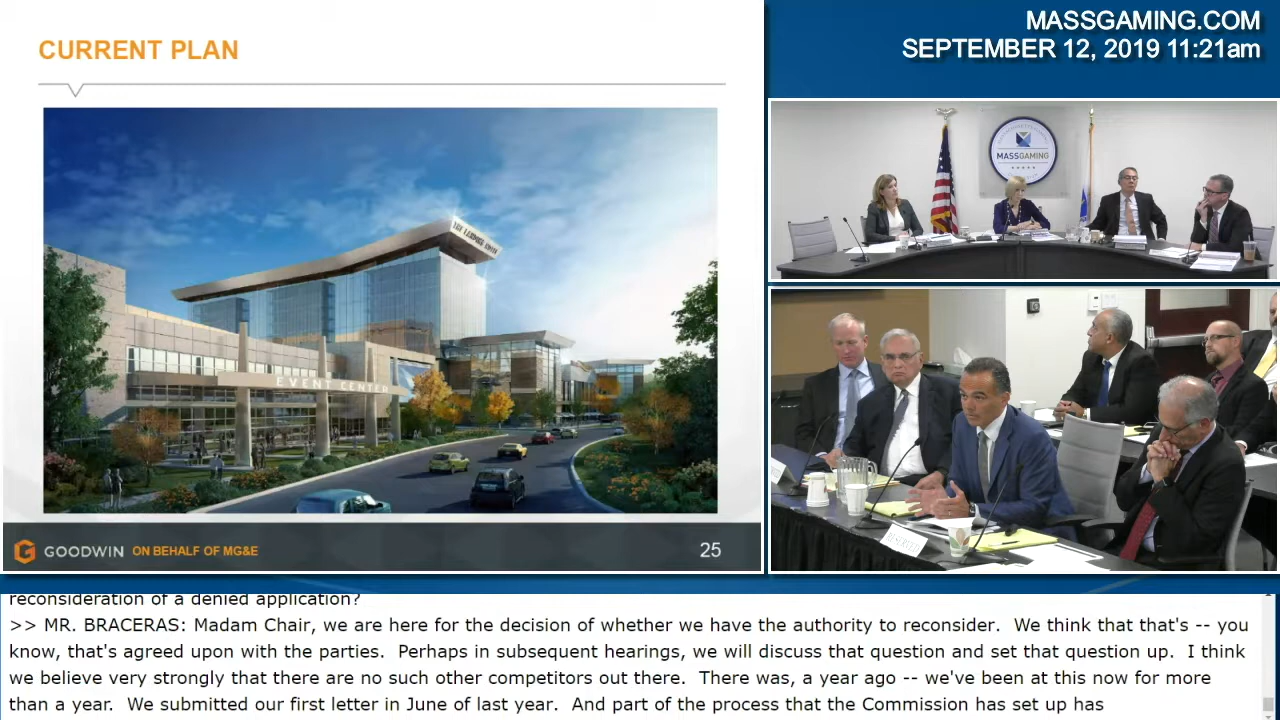 CURRENT PLAN
EVENT CENTER
GOODWIN ON BEHALF OF MG&E
25
MASSGAMING.COM
SEPTEMBER 12, 2019 11:21am
MASSGAMING
RESERVED
reconsideration of a denied application?
>> MR. BRACERAS: Madam Chair, we are here for the decision of whether we have the authority to reconsider. We think that that's -- you
know, that's agreed upon with the parties. Perhaps in subsequent hearings, we will discuss that question and set that question up. I think
we believe very strongly that there are no such other competitors out there. There was, a year ago -- we've been at this now for more
than a year. We submitted our first letter in June of last year. And part of the process that the Commission has set up has